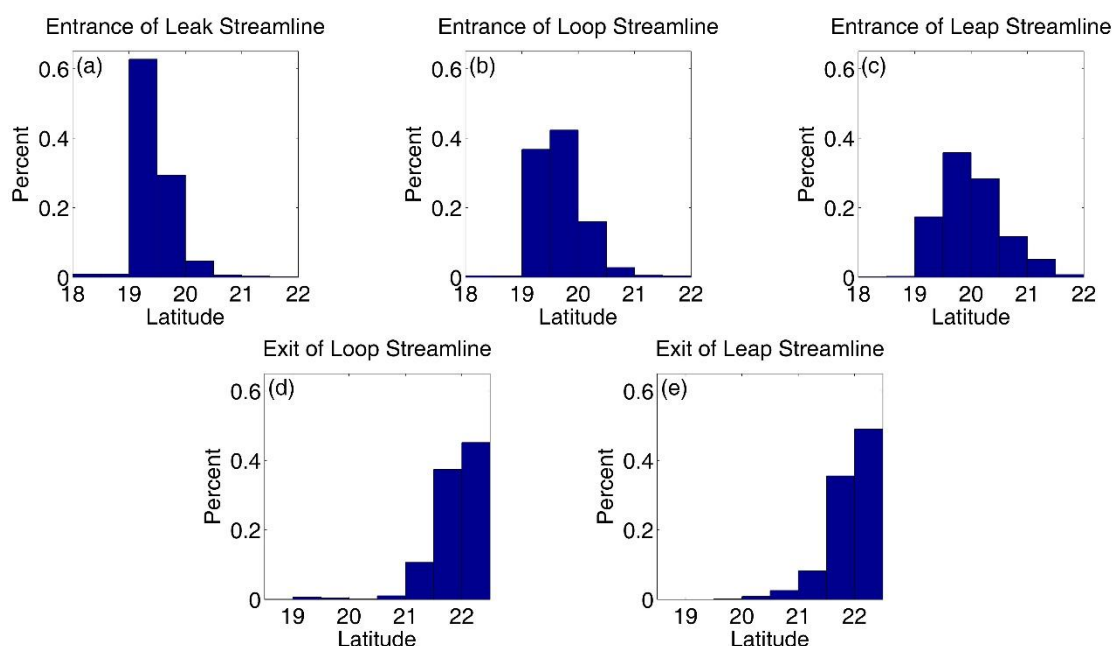 Entrance of Leak Streamline
(a)
0.6
0.4
0.2
0
Percent
18 19 20 21 22
Latitude
Entrance of Loop Streamline
(b)
0.6
0.4
0.2
0
Percent
18 19 20 21 22
Latitude
Entrance of Leap Streamline
(c)
0.6
0.4
0.2
0
Percent
18 19 20 21 22
Latitude
Exit of Loop Streamline
(d)
0.6
0.4
0.2
0
Percent
19 20 21 22
Latitude
Exit of Leap Streamline
(e)
0.6
0.4
0.2
0
Percent
19 20 21 22
Latitude